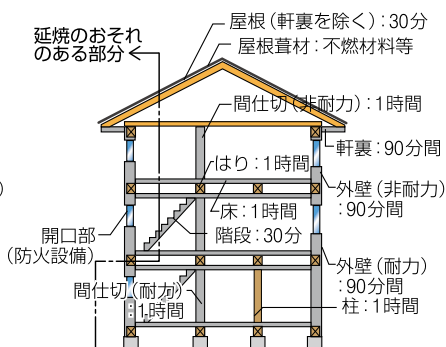 屋根（軒裏を除く）：30分
延焼のおそれ
のある部分
屋根葺材：不燃材料等
間仕切（非耐力）：1時間
軒裏：90分間
はり：1時間
外壁（非耐力）
：90分間
床：1時間
開口部
（防火設備）
階段：30分
外壁（耐力）
：90分間
間仕切（耐力）
：1時間
柱：1時間
）